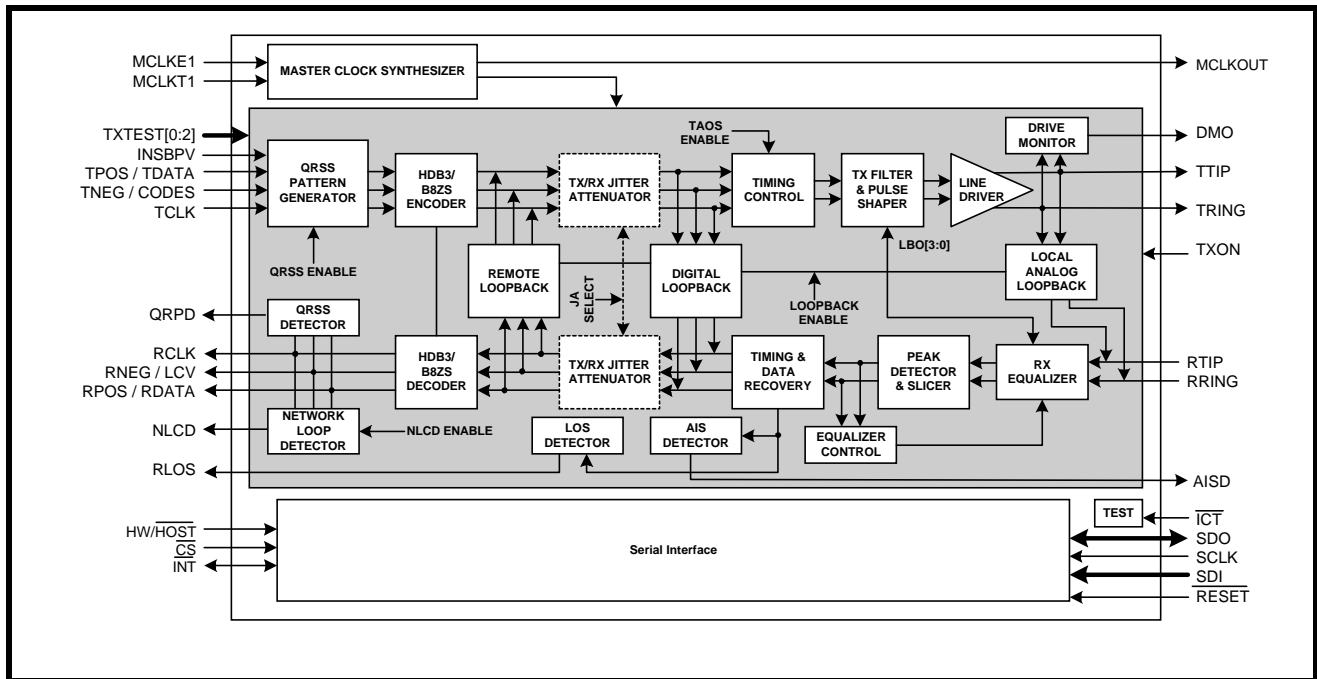 MCLKE1
MCLKT1
MASTER CLOCK SYNTHESIZER
MCLKOUT
TXTEST[0:2]
INSBPV
TPOS / TDATA
TNEG / CODES
TCLK
QRSS
PATTERN
GENERATOR
HDB3/
B8ZS
ENCODER
TX/RX JITTER
ATTENUATOR
TAOS
ENABLE
TIMING
CONTROL
TX FILTER
& PULSE
SHAPER
LINE
DRIVER
DRIVE
MONITOR
DMO
TTIP
TRING
TXON
QRSS ENABLE
REMOTE
LOOPBACK
JA
SELECT
DIGITAL
LOOPBACK
LOOPBACK
ENABLE
LBO[3:0]
LOCAL
ANALOG
LOOPBACK
QRPD
RCLK
RNEG / LCV
RPOS / RDATA
NLCD
RLOS
QRSS
DETECTOR
NETWORK
LOOP
DETECTOR
NLCD ENABLE
HDB3/
B8ZS
DECODER
TX/RX JITTER
ATTENUATOR
TIMING &
DATA
RECOVERY
PEAK
DETECTOR
& SLICER
RX
EQUALIZER
RTIP
RRING
LOS
DETECTOR
AIS
DETECTOR
EQUALIZER
CONTROL
AISD
HW/HOST
CS
INT
Serial Interface
TEST
ICT
SDO
SCLK
SDI
RESET